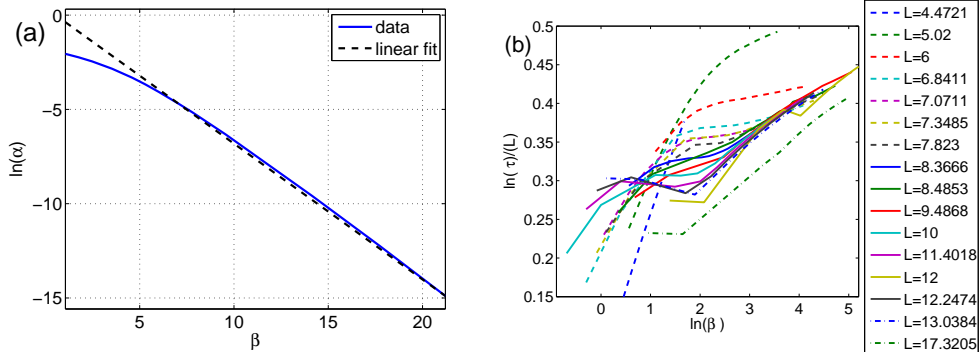 (a)
data
linear fit
0
−5
−10
−15
ln(α)
5
10
15
20
β
(b)
0.5
0.45
0.4
0.35
0.3
0.25
0.2
0.15
ln( τ)/(L)
0
1
2
3
4
5
ln(β )
L=4.4721
L=5.02
L=6
L=6.8411
L=7.0711
L=7.3485
L=7.823
L=8.3666
L=8.4853
L=9.4868
L=10
L=11.4018
L=12
L=12.2474
L=13.0384
L=17.3205